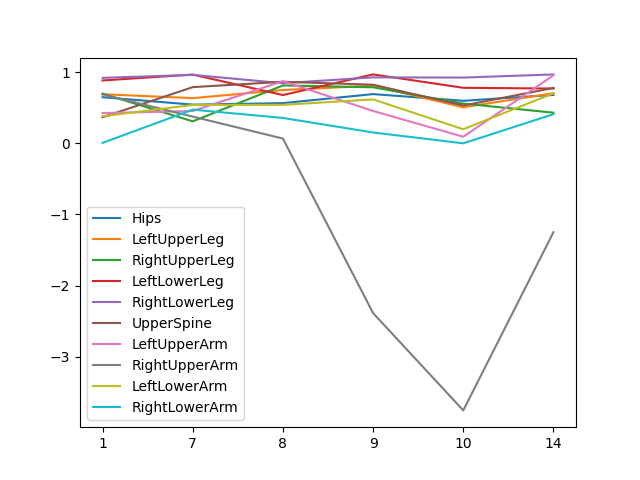 1
0
−1
−2
−3
Hips
LeftUpperLeg
RightUpperLeg
LeftLowerLeg
RightLowerLeg
UpperSpine
LeftUpperArm
RightUpperArm
LeftLowerArm
RightLowerArm
1 7 8 9 10 14